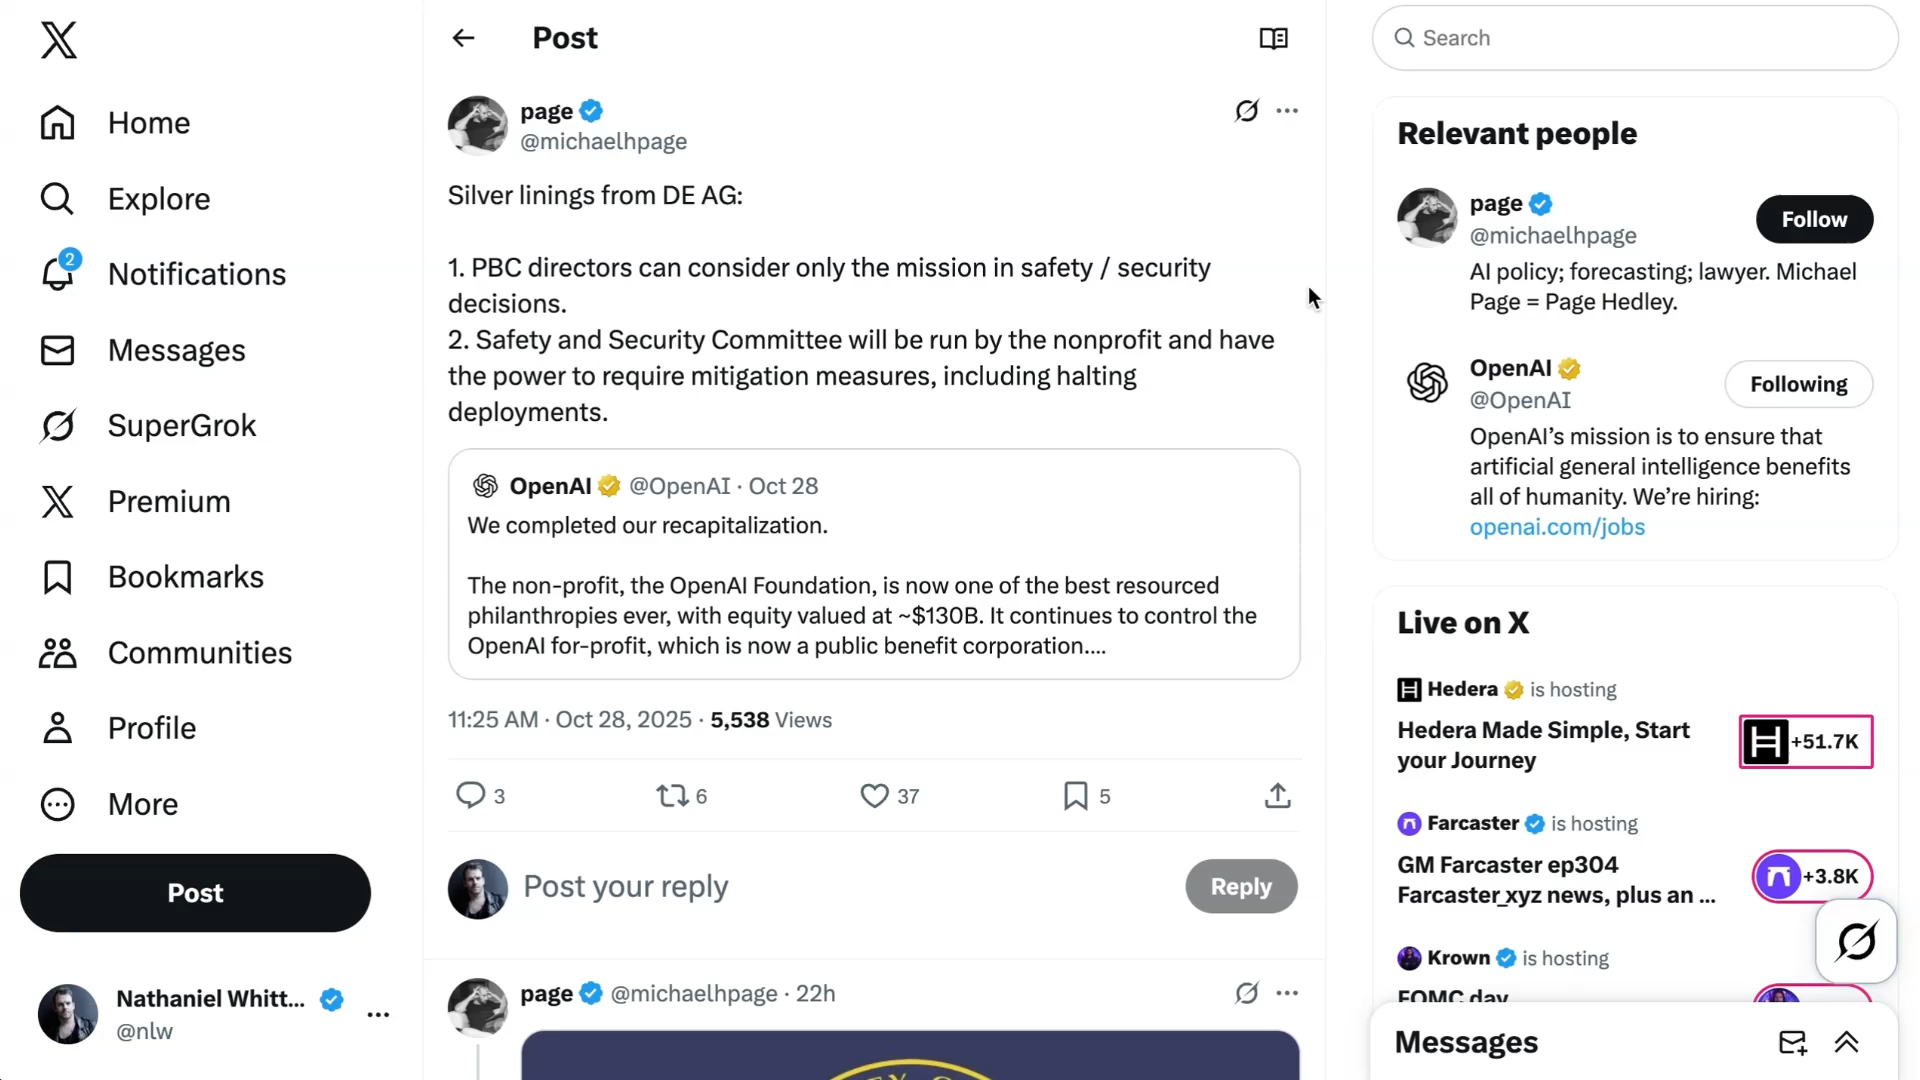 Home
Explore
2
Notifications
Messages
SuperGrok
Premium
Bookmarks
Communities
Profile
More
Post
Nathaniel Whitt...
@nlw
Post
page
@michaelhpage
Silver linings from DE AG:
1. PBC directors can consider only the mission in safety / security
decisions.
2. Safety and Security Committee will be run by the nonprofit and have
the power to require mitigation measures, including halting
deployments.
OpenAI @OpenAI · Oct 28
We completed our recapitalization.
The non-profit, the OpenAI Foundation, is now one of the best resourced
philanthropies ever, with equity valued at ~$130B. It continues to control the
OpenAI for-profit, which is now a public benefit corporation....
11:25 AM · Oct 28, 2025 · 5,538 Views
3 6 37 5
Post your reply
Reply
page @michaelhpage · 22h
Search
Relevant people
page
@michaelhpage
Follow
AI policy; forecasting; lawyer. Michael
Page = Page Hedley.
OpenAI
@OpenAI
Following
OpenAI’s mission is to ensure that
artificial general intelligence benefits
all of humanity. We’re hiring:
openai.com/jobs
Live on X
Hedera is hosting
Hedera Made Simple, Start
your Journey
+51.7K
Farcaster is hosting
GM Farcaster ep304
Farcaster_xyz news, plus an ...
+3.8K
Krown is hosting
FOMC day
Messages